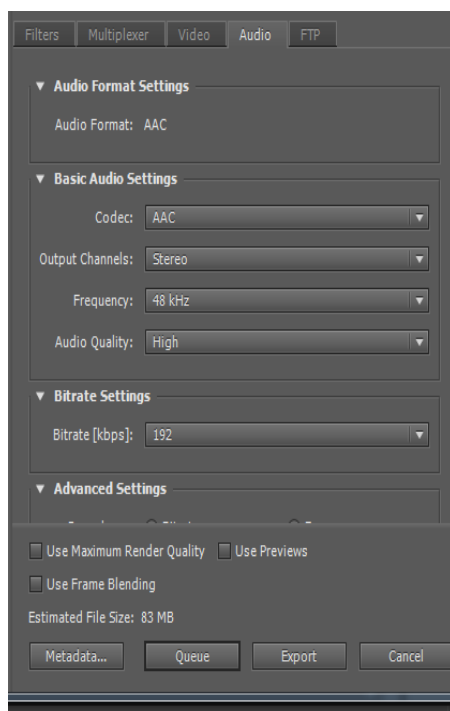 Filters Multiplexer Video Audio FTP
Audio Format Settings
Audio Format: AAC
Basic Audio Settings
Codec: AAC
Output Channels: Stereo
Frequency: 48 kHz
Audio Quality: High
Bitrate Settings
Bitrate [kbps]: 192
Advanced Settings
Use Maximum Render Quality Use Previews
Use Frame Blending
Estimated File Size: 83 MB
Metadata... Queue Export Cancel